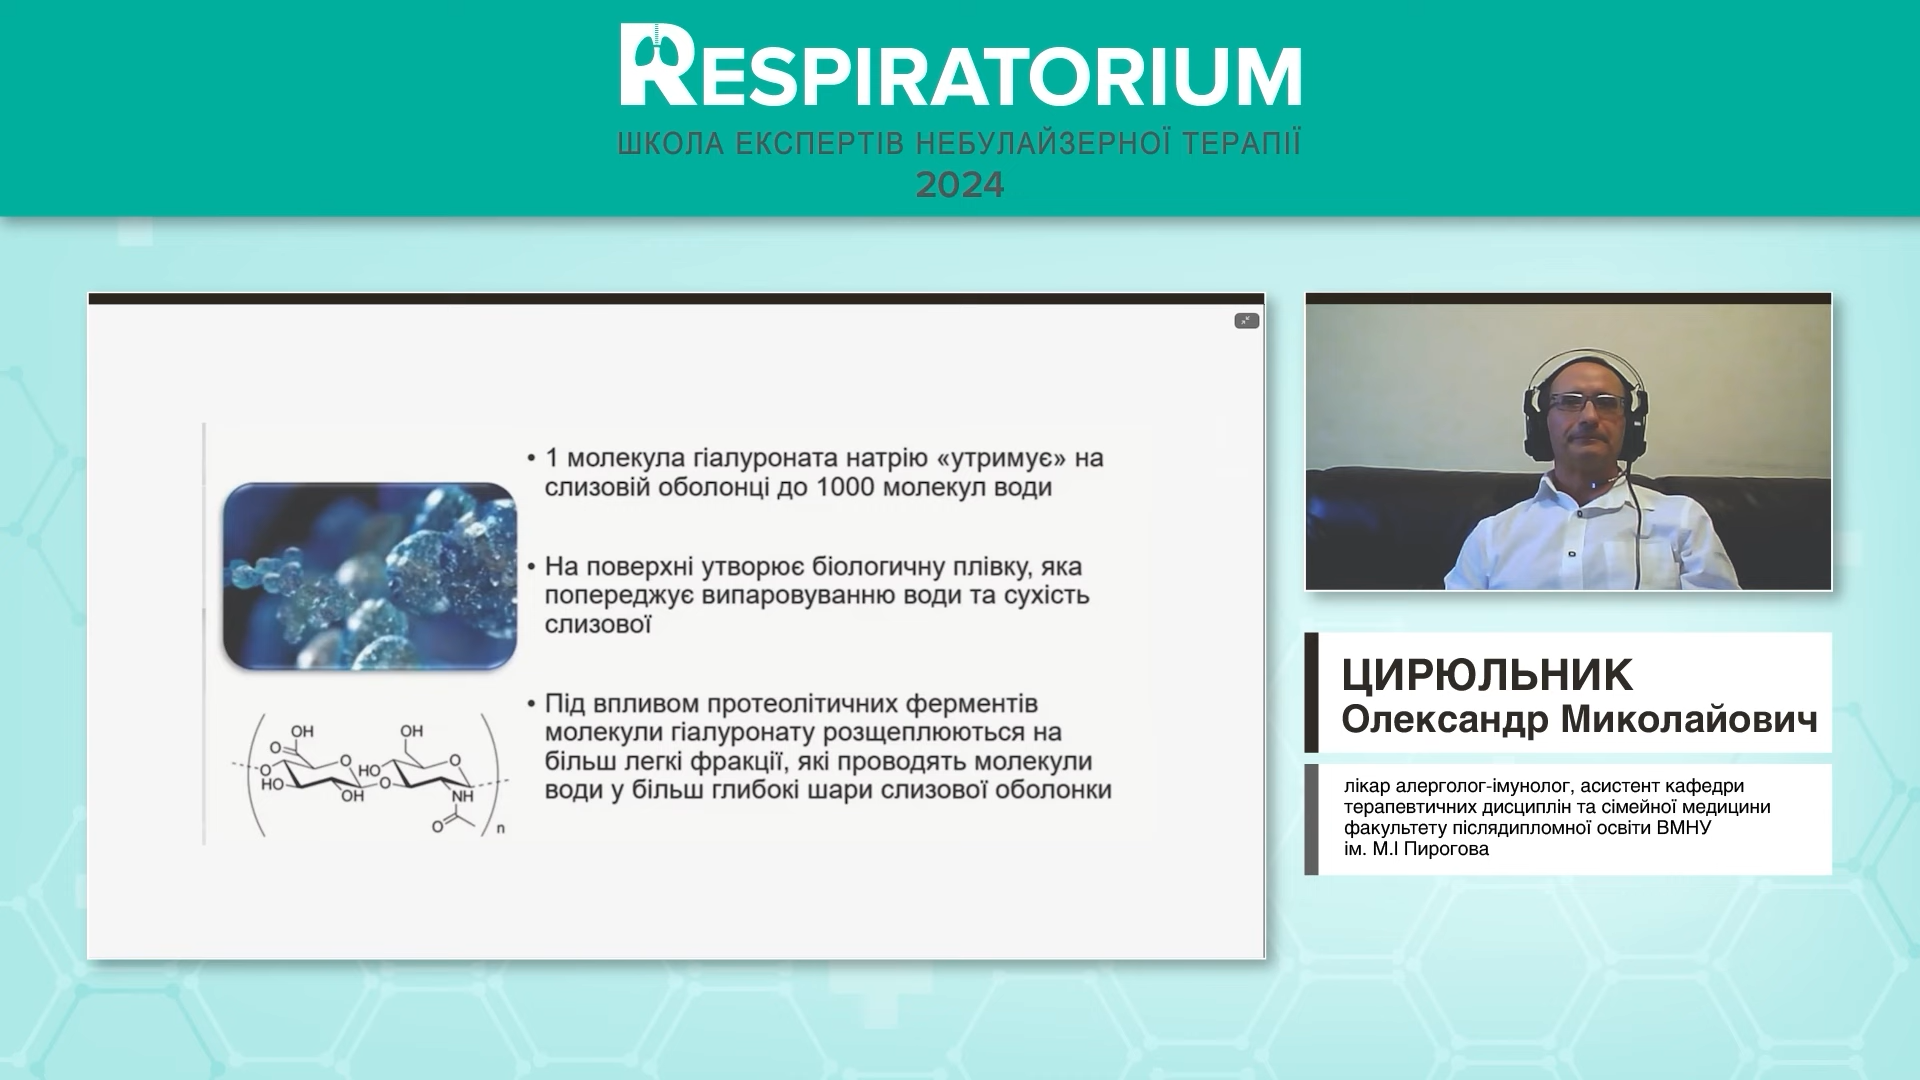 RESPIRATORIUM
ШКОЛА ЕКСПЕРТІВ НЕБУЛАЙЗЕРНОЇ ТЕРАПІЇ
2024
• 1 молекула гіалуроната натрію «утримує» на
слизовій оболонці до 1000 молекул води
• На поверхні утворює біологичну плівку, яка
попереджує випаровуванню води та сухість
слизової
• Під впливом протеолітичних ферментів
молекули гіалуронату розщеплюються на
більш легкі фракції, які проводять молекули
води у більш глибокі шари слизової оболонки
OH
OH
O
O
O
O
HO
HO
O
OH
NH
O
n
ЦИРЮЛЬНИК
Олександр Миколайович
лікар алерголог-імунолог, асистент кафедри
терапевтичних дисциплін та сімейної медицини
факультету післядипломної освіти ВМНУ
ім. М.І Пирогова